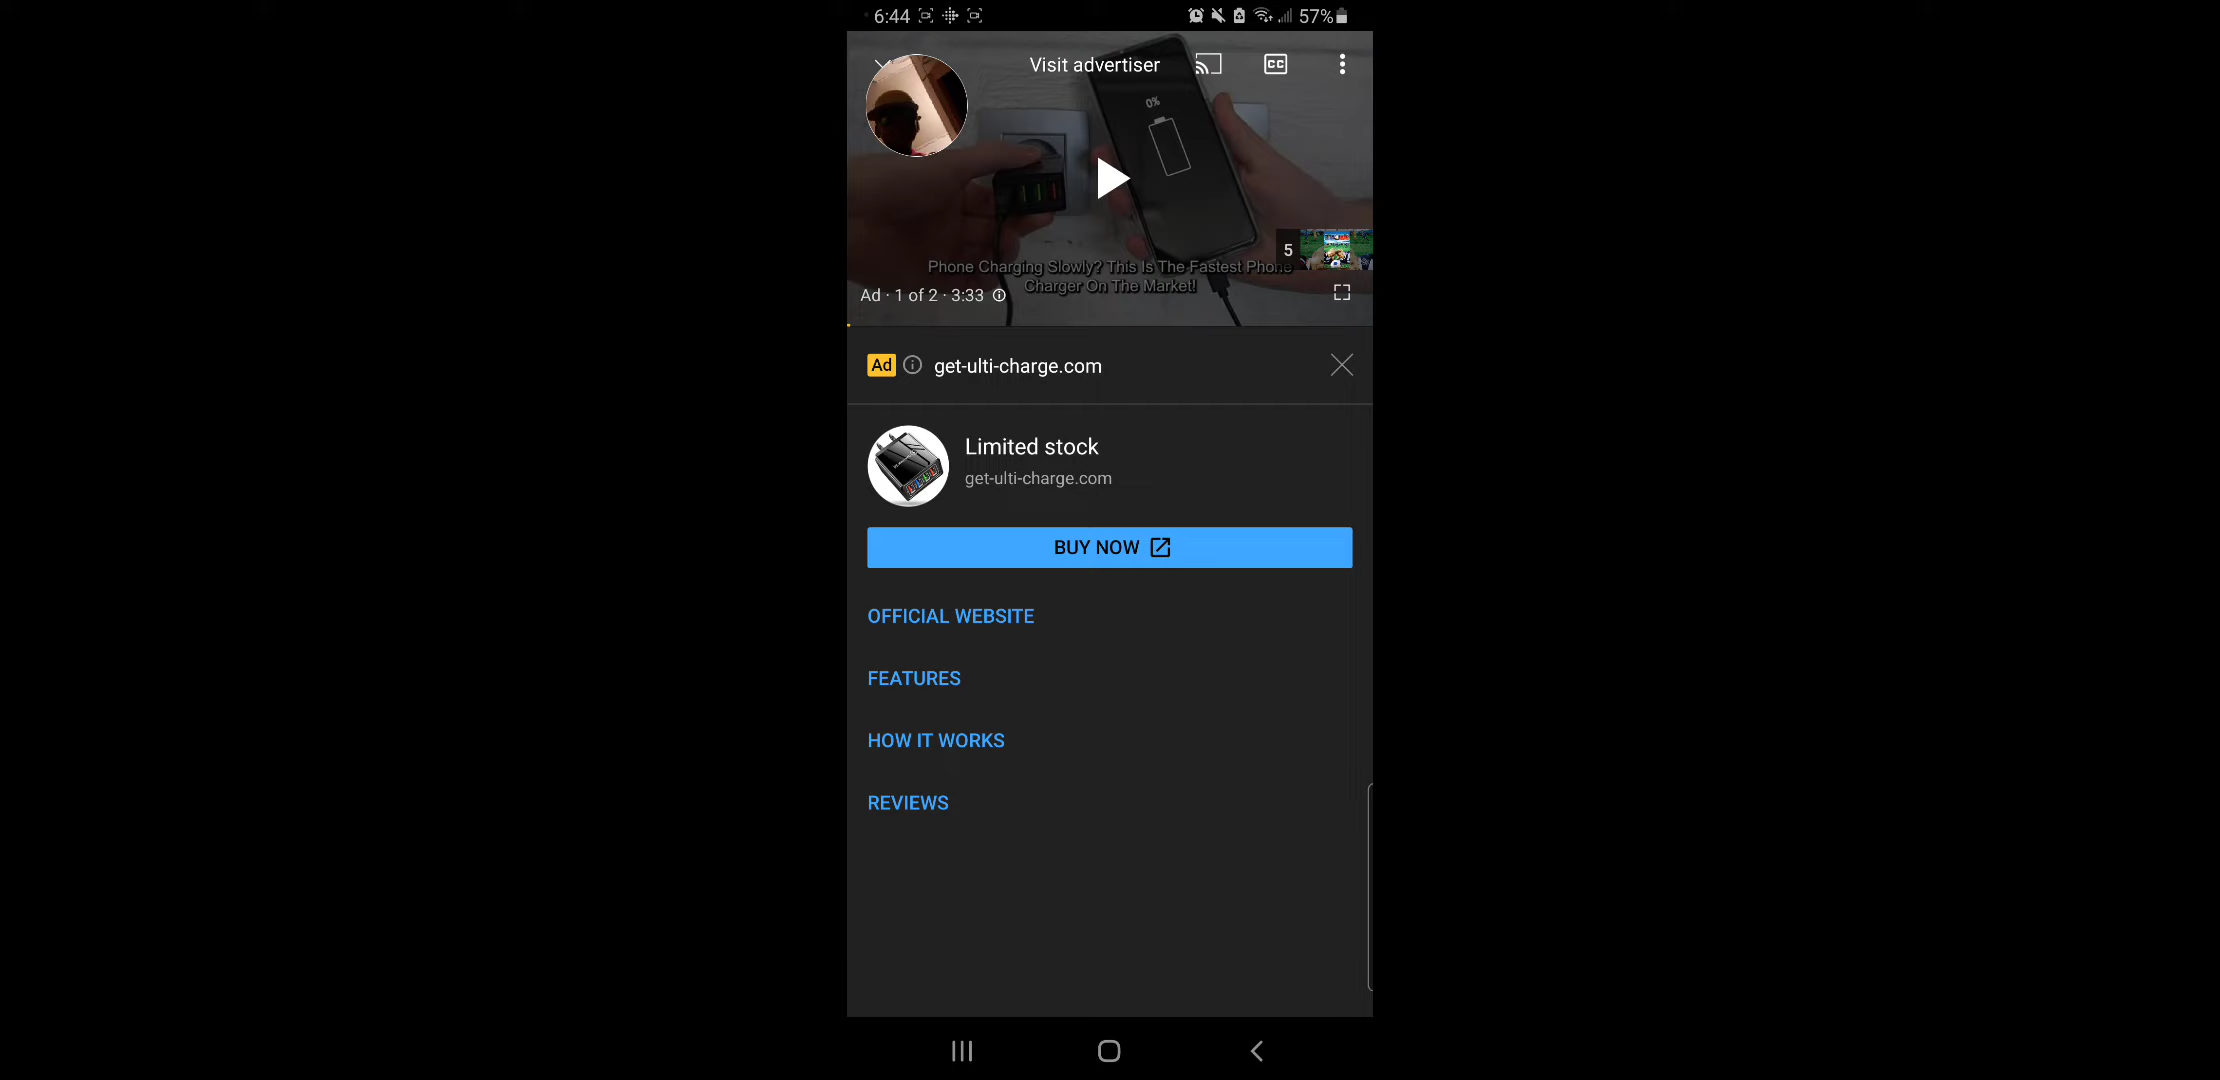 6:44 57%
Visit advertiser
0%
5
Phone Charging Slowly? This Is The Fastest Phone
Charger On The Market!
Ad · 1 of 2 · 3:33
Ad get-ulti-charge.com
Limited stock
get-ulti-charge.com
BUY NOW
OFFICIAL WEBSITE
FEATURES
HOW IT WORKS
REVIEWS